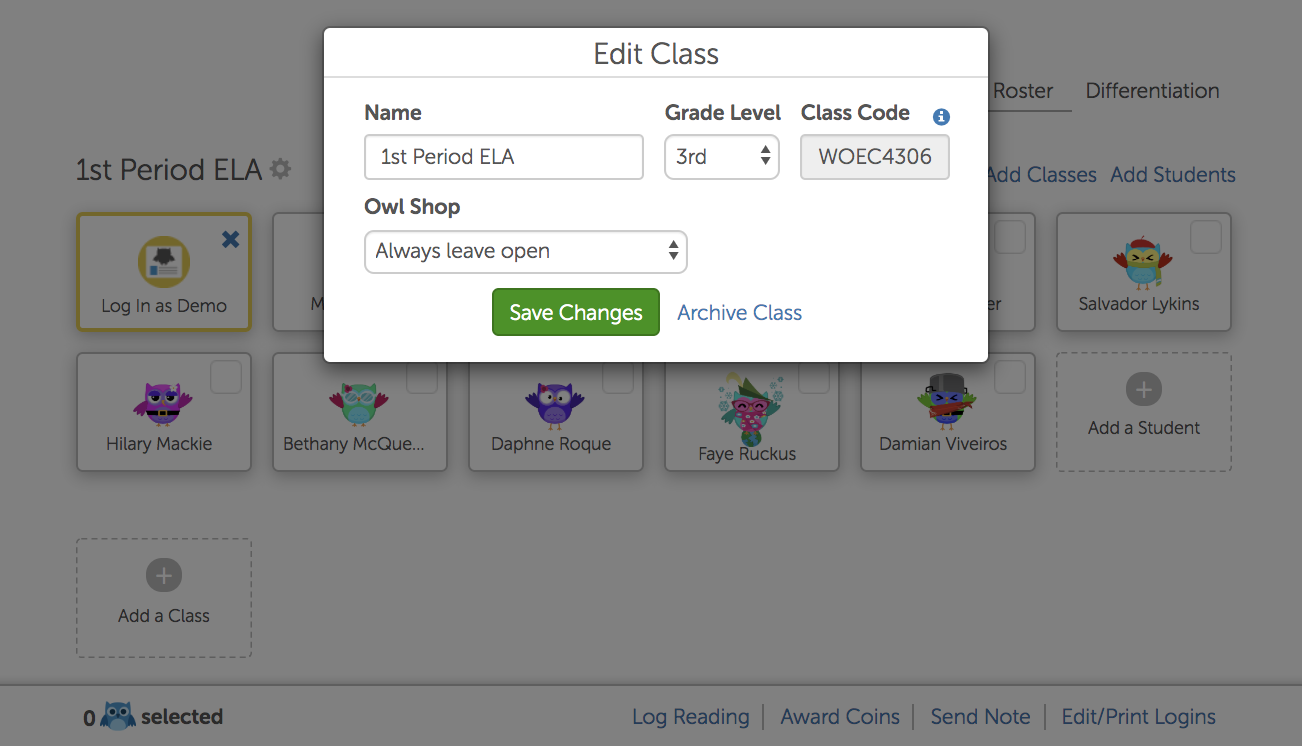 Edit Class
Roster Differentiation
Name Grade Level Class Code
1st Period ELA 3rd WOEC4306
1st Period ELA
Add Classes Add Students
Owl Shop
Always leave open
Save Changes Archive Class
Log In as Demo
Salvador Lykins
Hilary Mackie
Bethany McQue...
Daphne Roque
Faye Ruckus
Damian Viveiros
Add a Student
Add a Class
0 selected
Log Reading Award Coins Send Note Edit/Print Logins